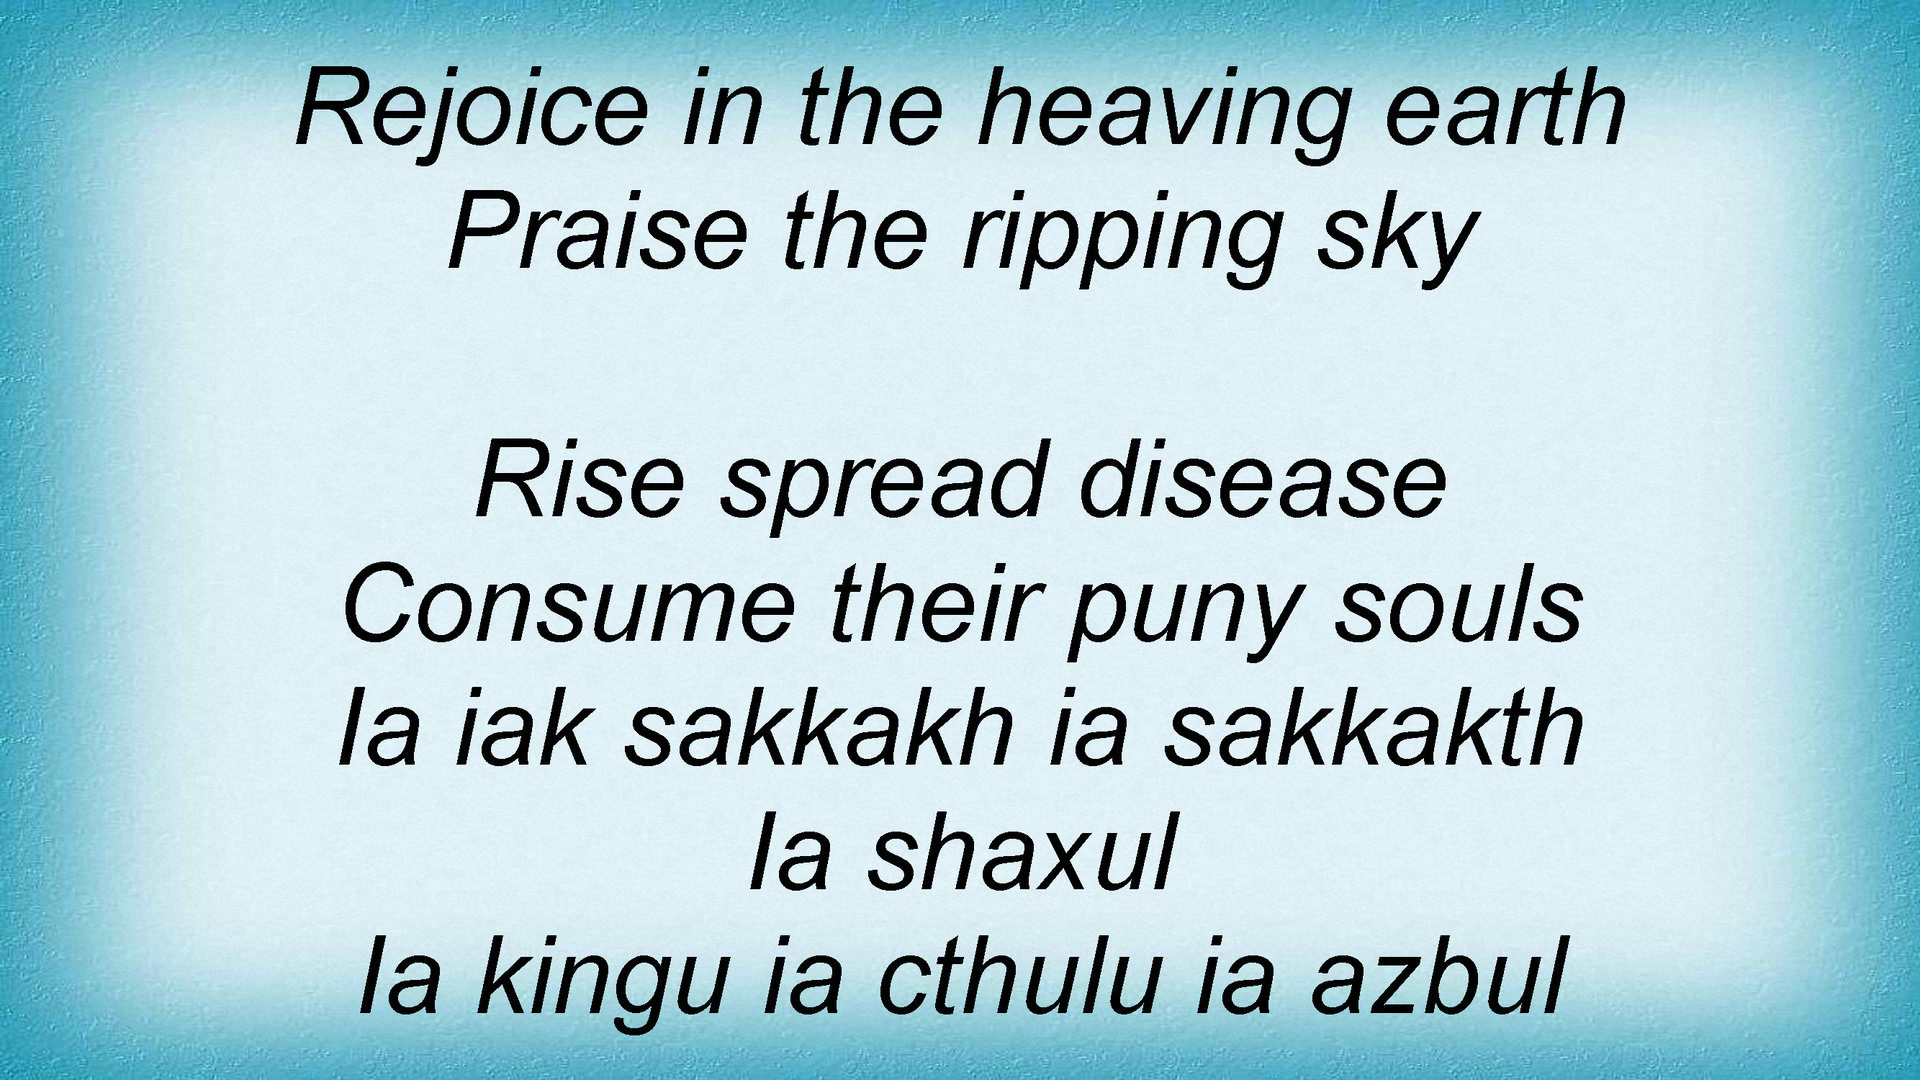 Rejoice in the heaving earth
Praise the ripping sky
Rise spread disease
Consume their puny souls
Ia iak sakkakh ia sakkakth
Ia shaxul
Ia kingu ia cthulu ia azbul